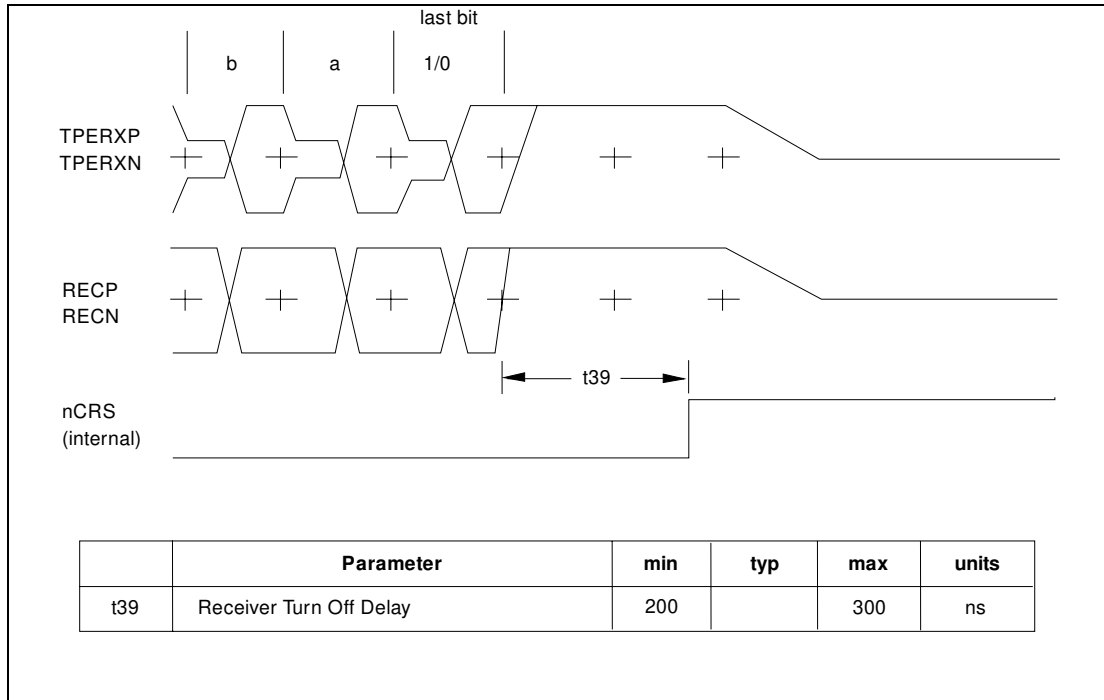 last bit
b a 1/0
TPERXP
TPERXN
RECP
RECN
t39
nCRS
(internal)
Parameter min typ max units
t39 Receiver Turn Off Delay 200 300 ns